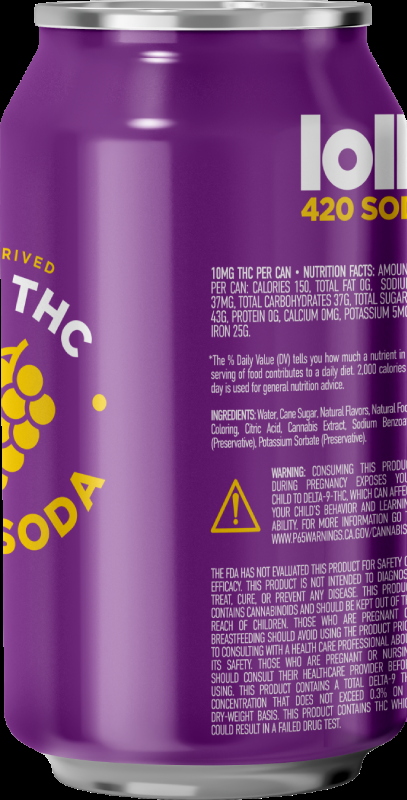 RIVED
THC
SODA
loll
420 SOD
10MG THC PER CAN • NUTRITION FACTS: AMOUN
PER CAN: CALORIES 150, TOTAL FAT 0G, SODIU
37MG, TOTAL CARBOHYDRATES 37G, TOTAL SUGAR
43G, PROTEIN 0G, CALCIUM 0MG, POTASSIUM 5MG
IRON 25G.
*The % Daily Value (DV) tells you how much a nutrient in
serving of food contributes to a daily diet. 2,000 calories
day is used for general nutrition advice.
INGREDIENTS: Water, Cane Sugar, Natural Flavors, Natural Foo
Coloring, Citric Acid, Cannabis Extract, Sodium Benzoa
(Preservative), Potassium Sorbate (Preservative).
WARNING: CONSUMING THIS PRODUC
DURING PREGNANCY EXPOSES YOU
CHILD TO DELTA-9-THC, WHICH CAN AFFE
YOUR CHILD'S BEHAVIOR AND LEARNIN
ABILITY. FOR MORE INFORMATION GO
WWW.P65WARNINGS.CA.GOV/CANNABIS
THE FDA HAS NOT EVALUATED THIS PRODUCT FOR SAFETY O
EFFICACY. THIS PRODUCT IS NOT INTENDED TO DIAGNOS
TREAT, CURE, OR PREVENT ANY DISEASE. THIS PRODUC
CONTAINS CANNABINOIDS AND SHOULD BE KEPT OUT OF T
REACH OF CHILDREN. THOSE WHO ARE PREGNANT O
BREASTFEEDING SHOULD AVOID USING THE PRODUCT PRIO
TO CONSULTING WITH A HEALTH CARE PROFESSIONAL ABOU
ITS SAFETY. THOSE WHO ARE PREGNANT OR NURSIN
SHOULD CONSULT THEIR HEALTHCARE PROVIDER BEFOR
USING. THIS PRODUCT CONTAINS A TOTAL DELTA-9 TH
CONCENTRATION THAT DOES NOT EXCEED 0.3% ON
DRY-WEIGHT BASIS. THIS PRODUCT CONTAINS THC WHIC
COULD RESULT IN A FAILED DRUG TEST.